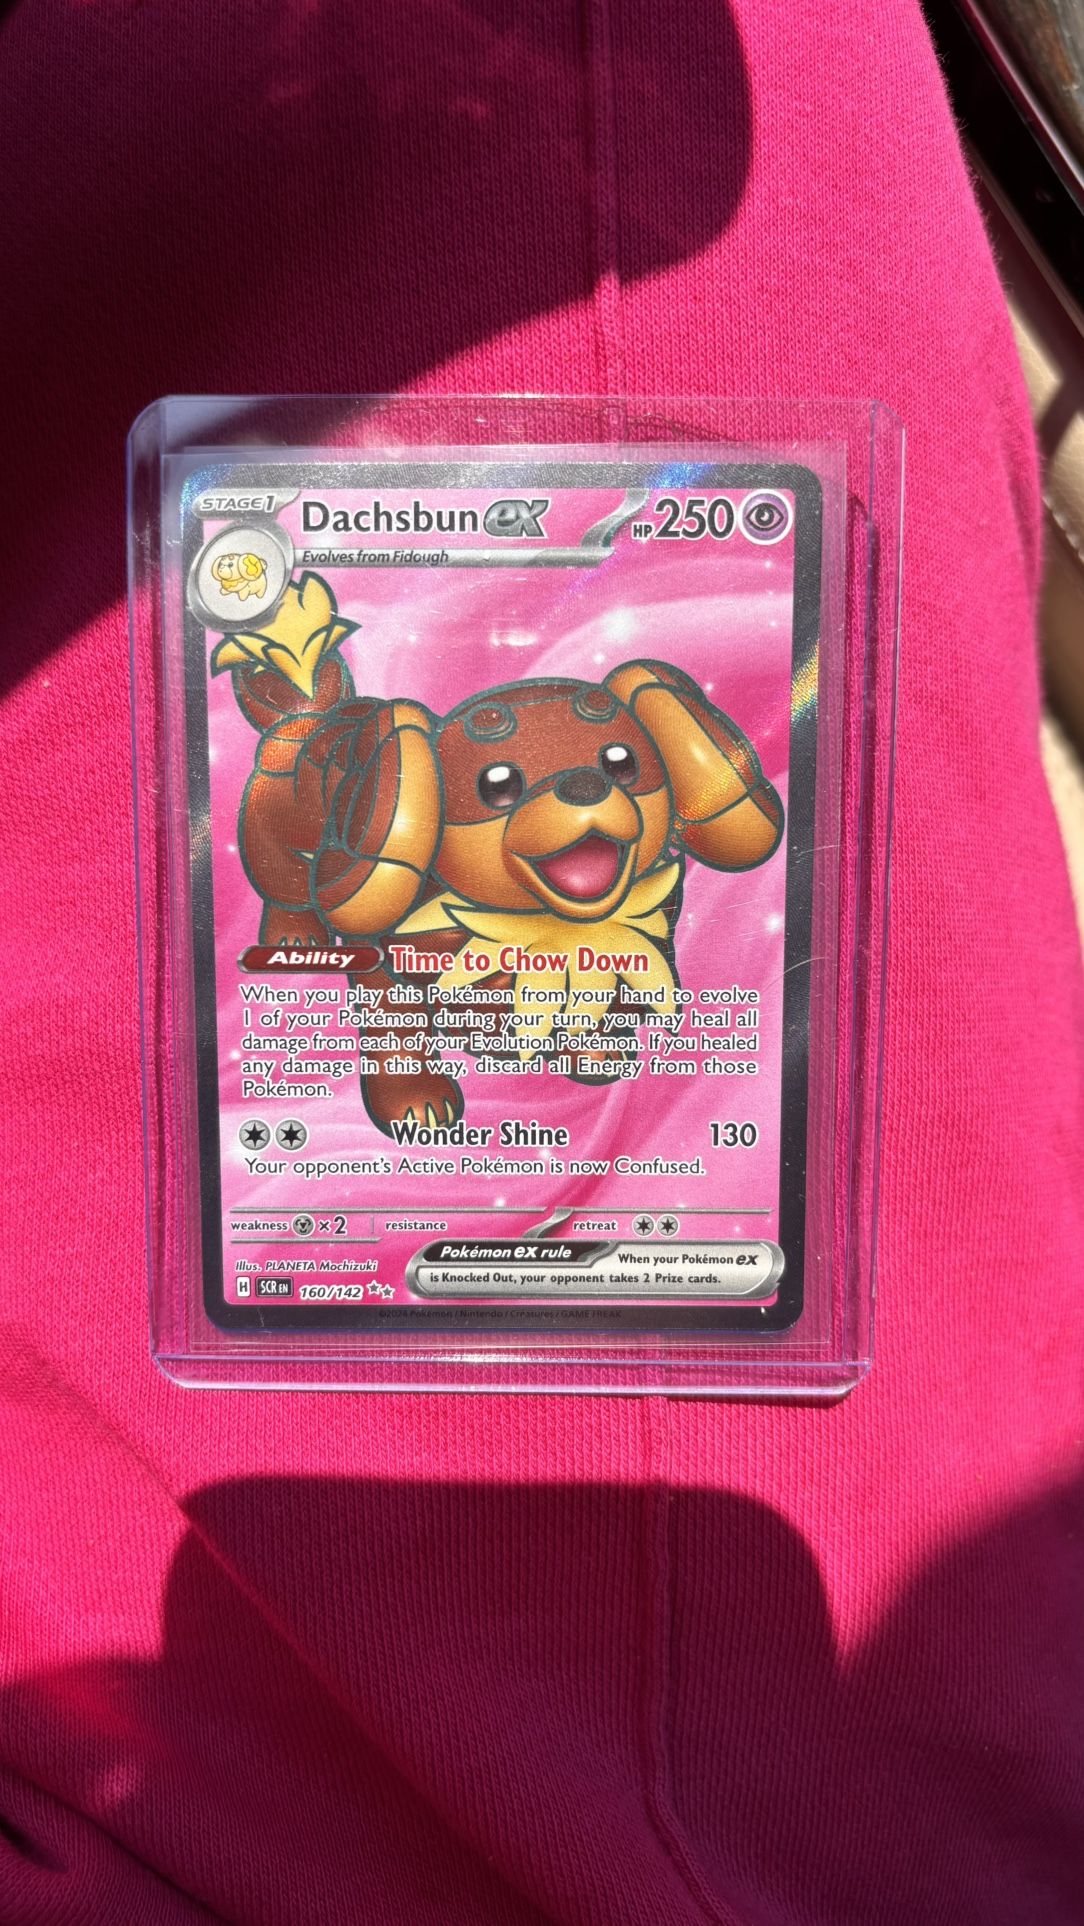 STAGE1 Dachsbun ex HP 250
Evolves from Fidough
Ability Time to Chow Down
When you play this Pokémon from your hand to evolve
1 of your Pokémon during your turn, you may heal all
damage from each of your Evolution Pokémon. If you healed
any damage in this way, discard all Energy from those
Pokémon.
Wonder Shine 130
Your opponent's Active Pokémon is now Confused.
weakness ×2 resistance retreat
Pokémon ex rule When your Pokémon ex
is Knocked Out, your opponent takes 2 Prize cards.
Illus. PLANETA Mochizuki
H SCR EN 160/142 ★★
©2024 Pokémon / Nintendo / Creatures / GAME FREAK